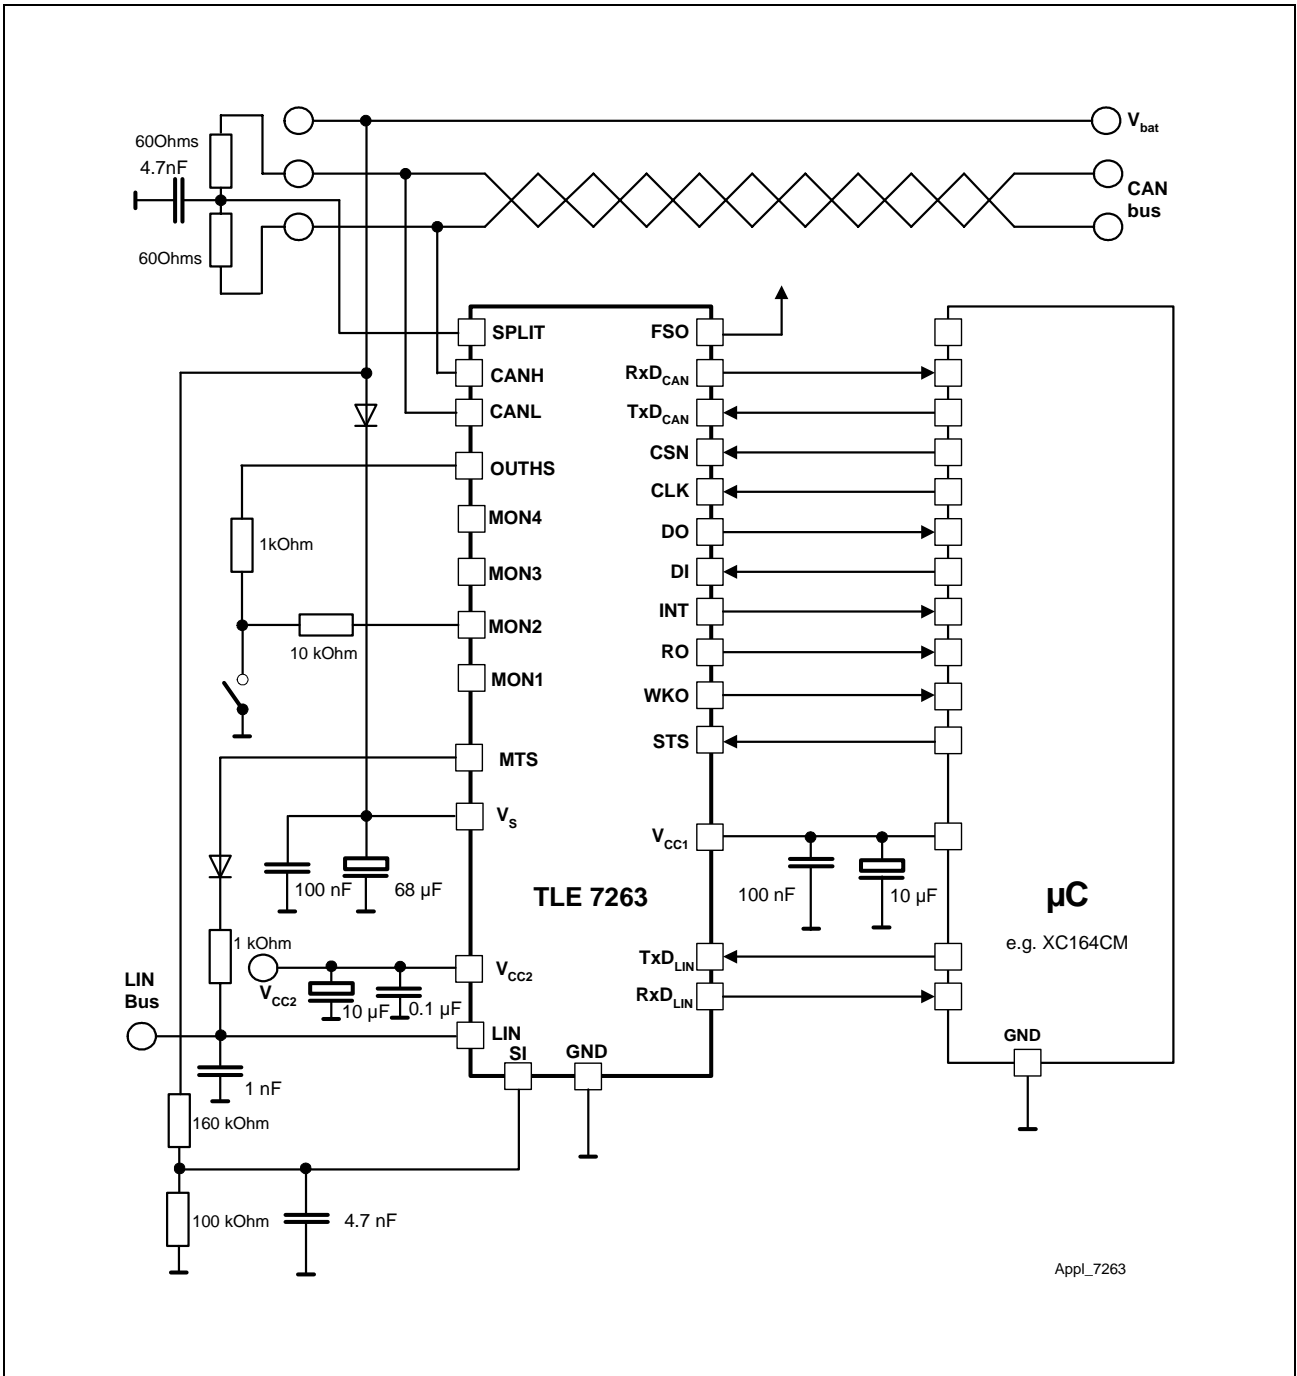 V_bat
60Ohms
4.7nF
CAN
bus
60Ohms
SPLIT
FSO
CANH
RxD_CAN
CANL
TxD_CAN
CSN
OUTHS
CLK
MON4
DO
1kOhm
MON3
DI
INT
MON2
10 kOhm
RO
MON1
WKO
STS
MTS
V_S
V_CC1
100 nF
68 µF
TLE 7263
100 nF
10 µF
µC
e.g. XC164CM
1 kOhm
TxD_LIN
LIN
Bus
V_CC2
V_CC2
RxD_LIN
10 µF
0.1 µF
LIN
SI
GND
GND
1 nF
160 kOhm
100 kOhm
4.7 nF
Appl_7263